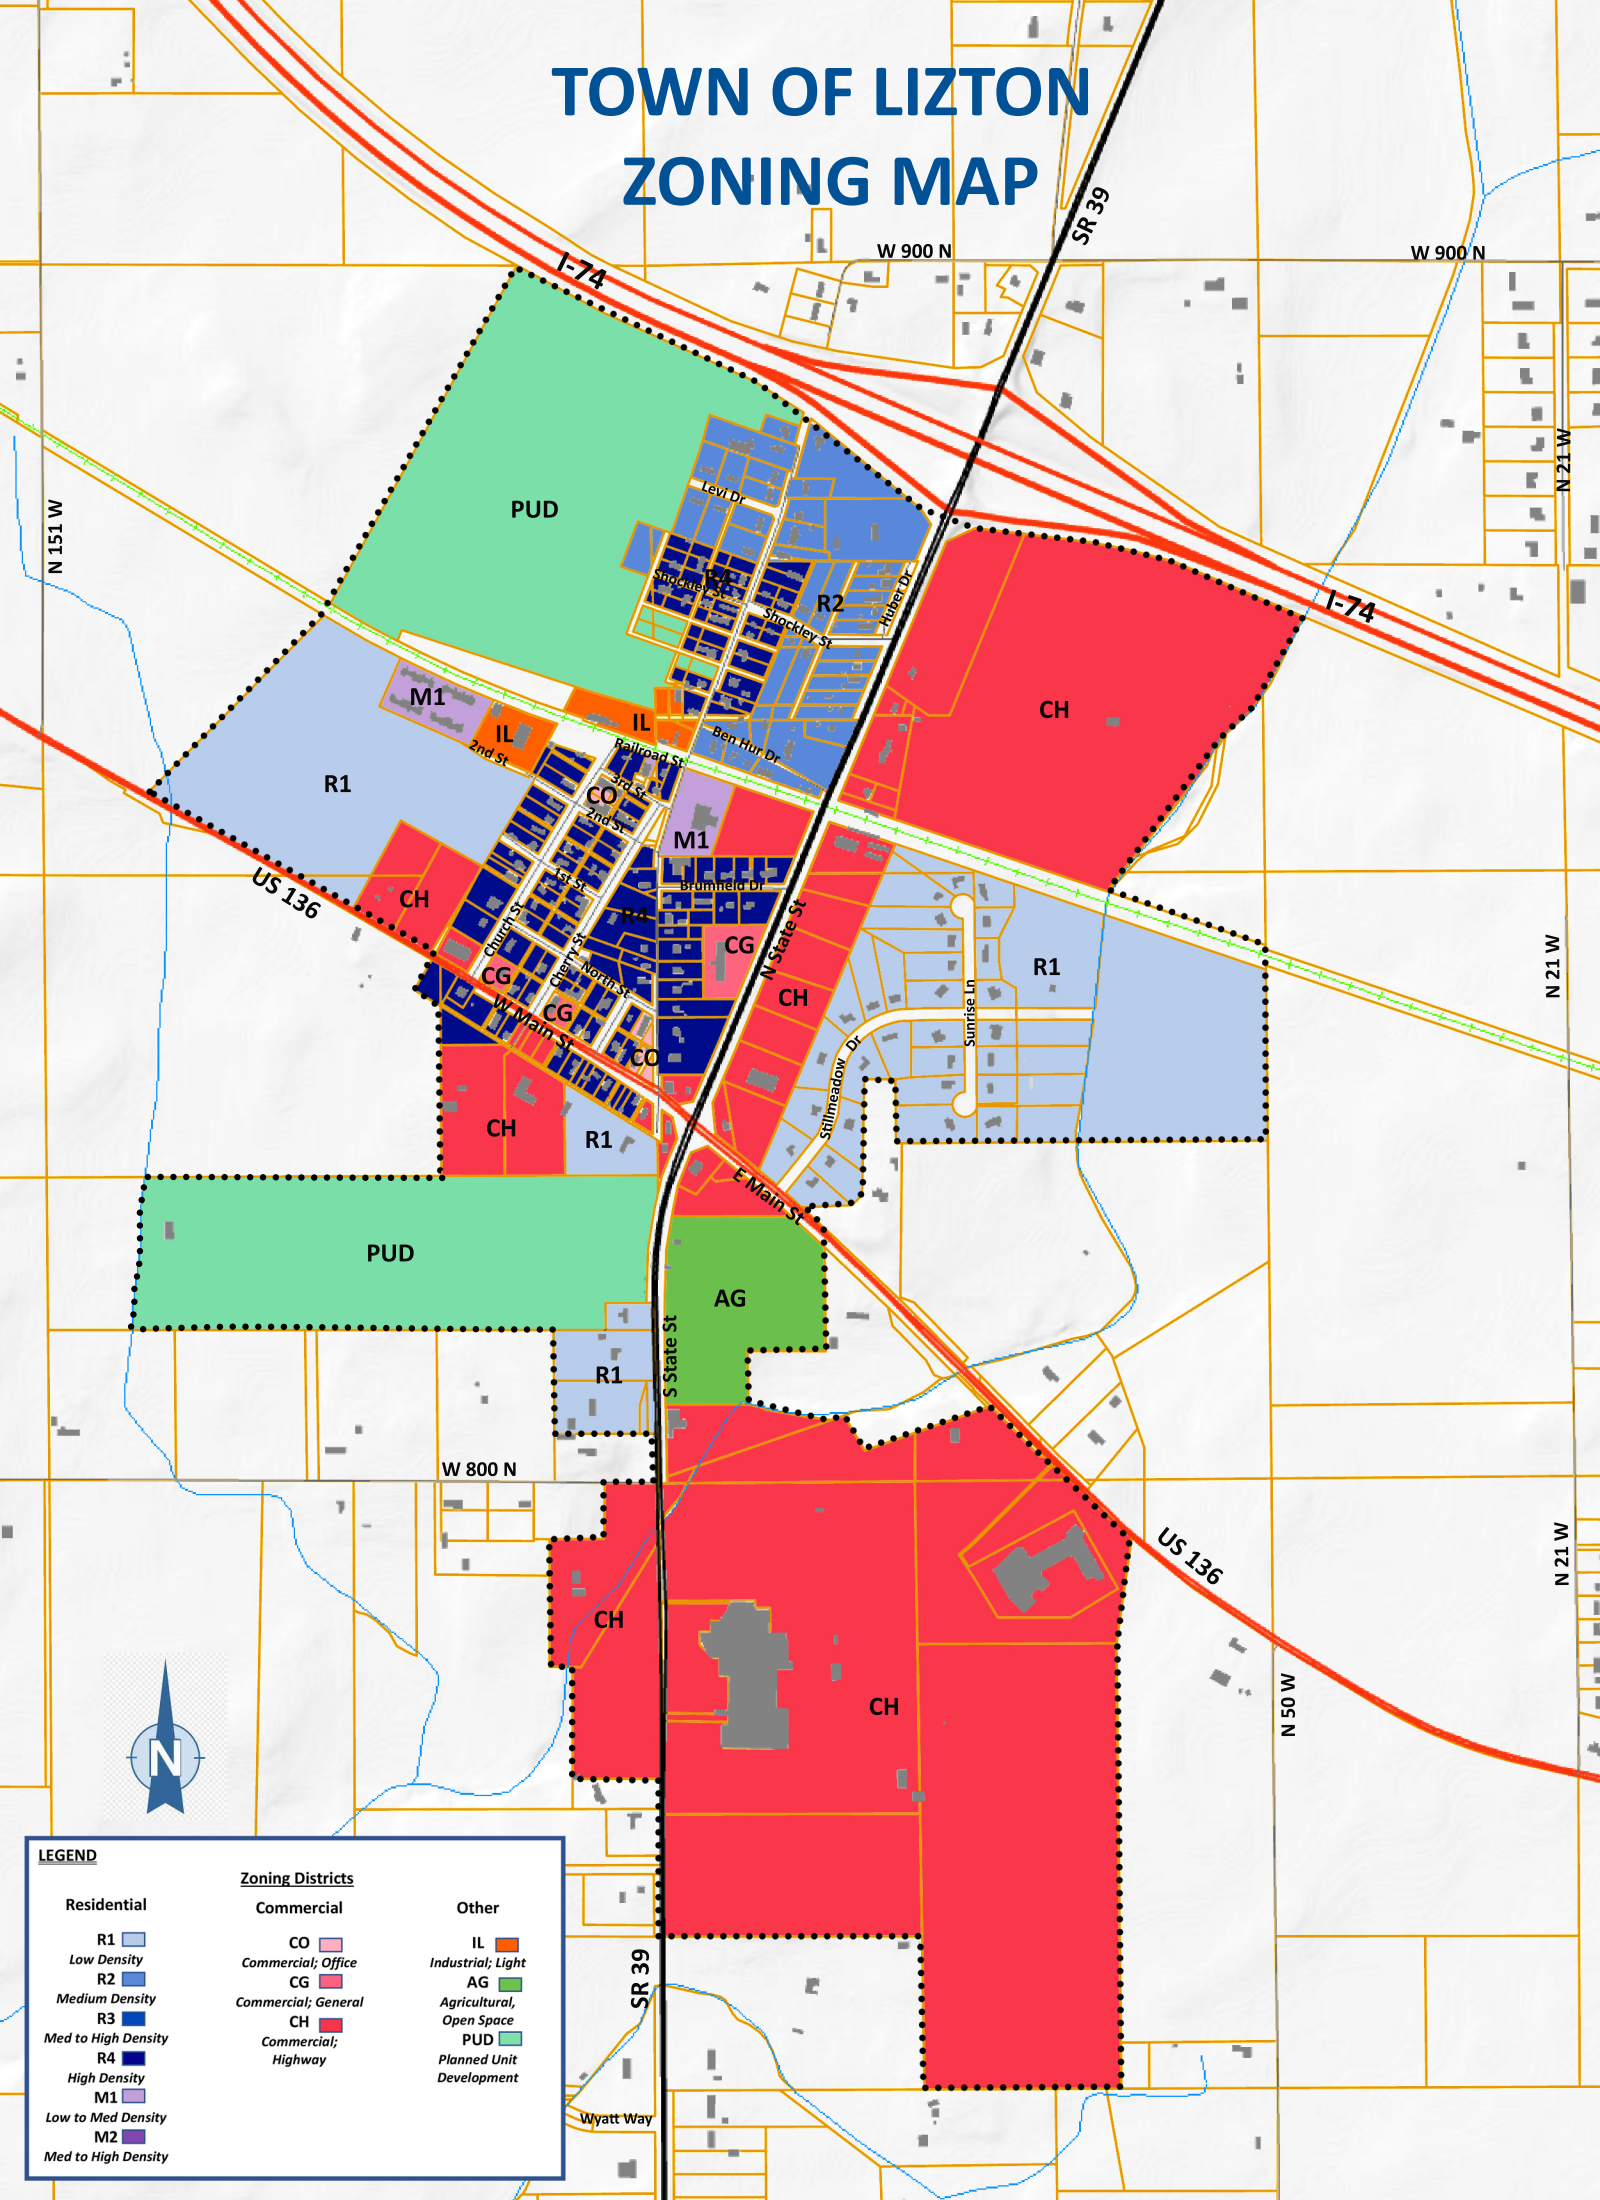 TOWN OF LIZTON
ZONING MAP
SR 39
W 900 N
W 900 N
I-74
N 21 W
PUD
Levi Dr
N 151 W
R4
Shockley St
R2
Huber Dr
Shockley St
I-74
M1
CH
IL
IL
2nd St
Railroad St
Ben Hur Dr
R1
3rd St
CO
2nd St
M1
1st St
Brumfield Dr
US 136
CH
R4
Church St
Cherry St
CG
N State St
North St
R1
N 21 W
CG
CH
CG
W Main St
Sunrise Ln
CO
Stillmeadow Dr
CH
R1
E Main St
PUD
AG
S State St
R1
W 800 N
US 136
N 21 W
CH
CH
N 50 W
N
SR 39
Wyatt Way
LEGEND
Zoning Districts
Residential
Commercial
Other
R1
Low Density
R2
Medium Density
R3
Med to High Density
R4
High Density
M1
Low to Med Density
M2
Med to High Density
CO
Commercial; Office
CG
Commercial; General
CH
Commercial;
Highway
IL
Industrial; Light
AG
Agricultural,
Open Space
PUD
Planned Unit
Development